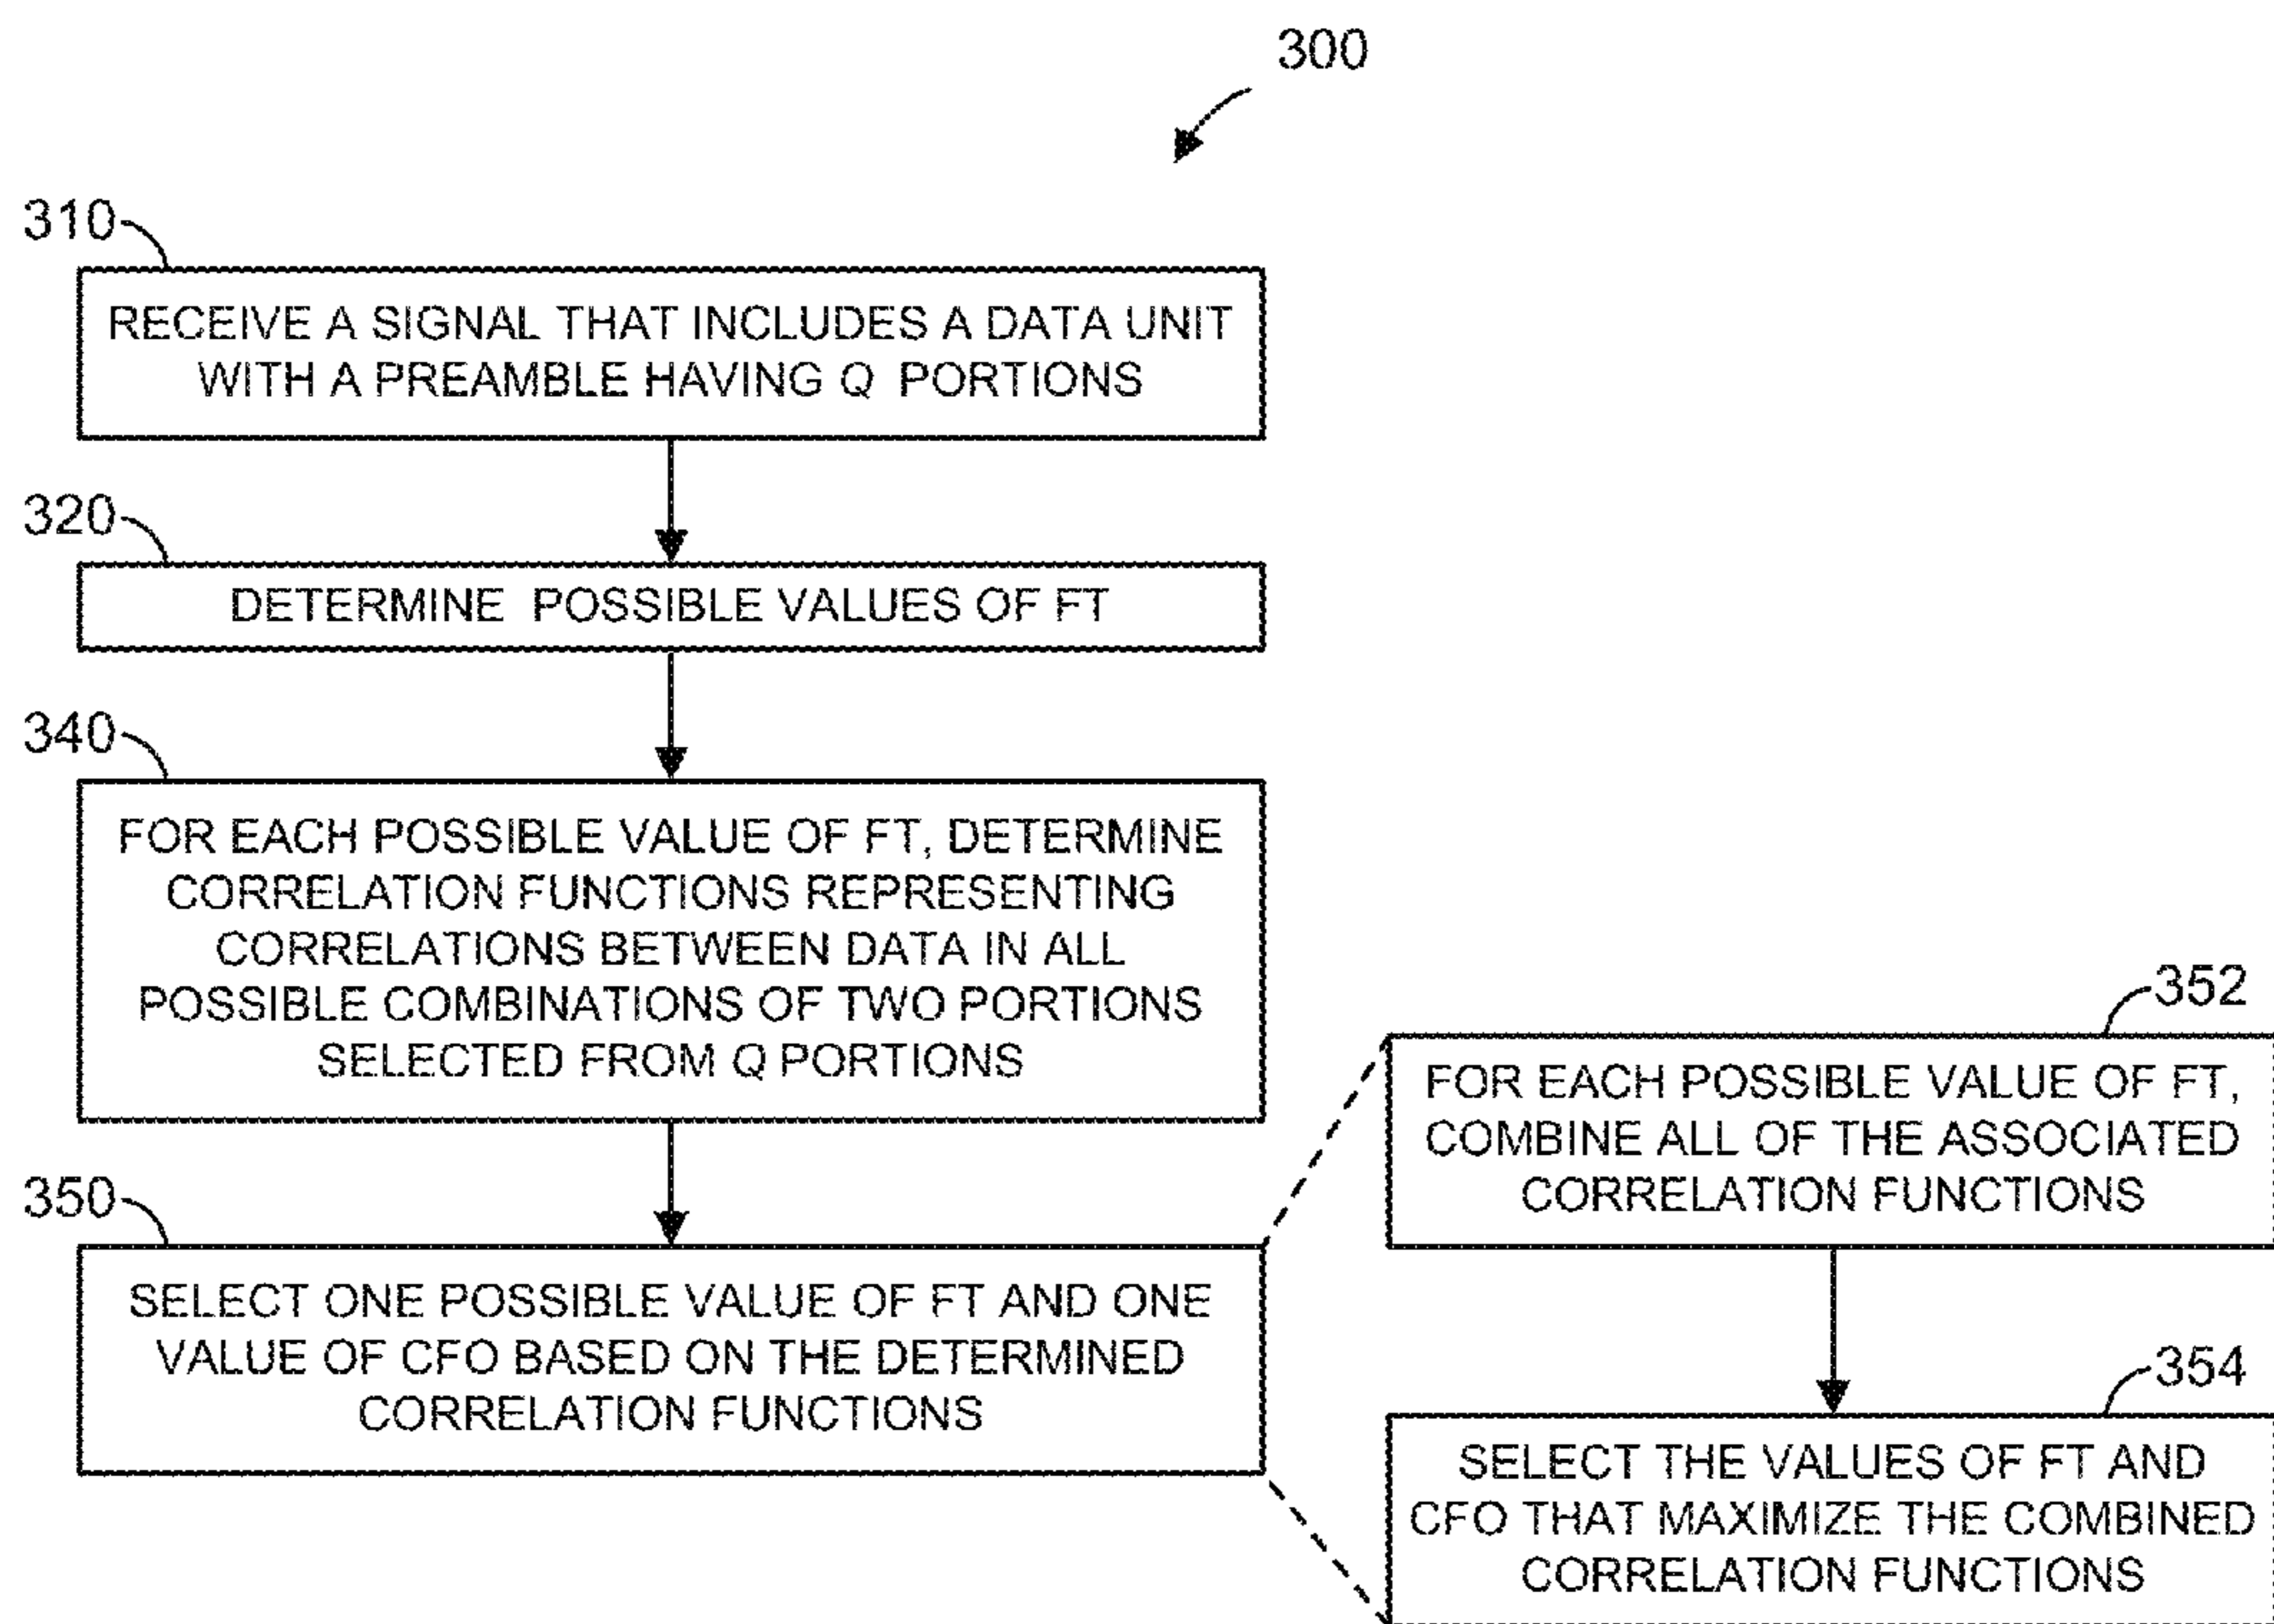 300
310
RECEIVE A SIGNAL THAT INCLUDES A DATA UNIT
WITH A PREAMBLE HAVING Q PORTIONS
320
DETERMINE POSSIBLE VALUES OF FT
340
FOR EACH POSSIBLE VALUE OF FT, DETERMINE
CORRELATION FUNCTIONS REPRESENTING
CORRELATIONS BETWEEN DATA IN ALL
POSSIBLE COMBINATIONS OF TWO PORTIONS
SELECTED FROM Q PORTIONS
350
SELECT ONE POSSIBLE VALUE OF FT AND ONE
VALUE OF CFO BASED ON THE DETERMINED
CORRELATION FUNCTIONS
352
FOR EACH POSSIBLE VALUE OF FT,
COMBINE ALL OF THE ASSOCIATED
CORRELATION FUNCTIONS
354
SELECT THE VALUES OF FT AND
CFO THAT MAXIMIZE THE COMBINED
CORRELATION FUNCTIONS